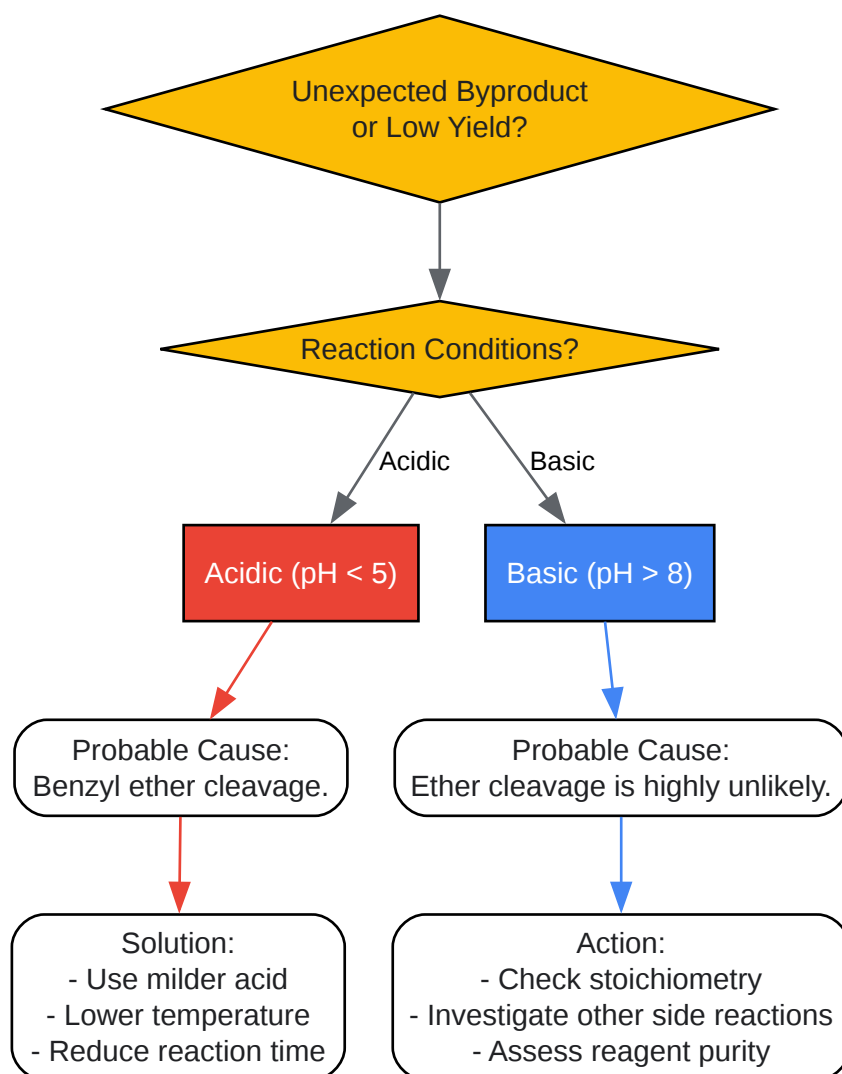 Unexpected Byproduct
or Low Yield?
Reaction Conditions?
Acidic
Basic
Acidic (pH < 5)
Basic (pH > 8)
Probable Cause:
Benzyl ether cleavage.
Probable Cause:
Ether cleavage is highly unlikely.
Solution:
- Use milder acid
- Lower temperature
- Reduce reaction time
Action:
- Check stoichiometry
- Investigate other side reactions
- Assess reagent purity